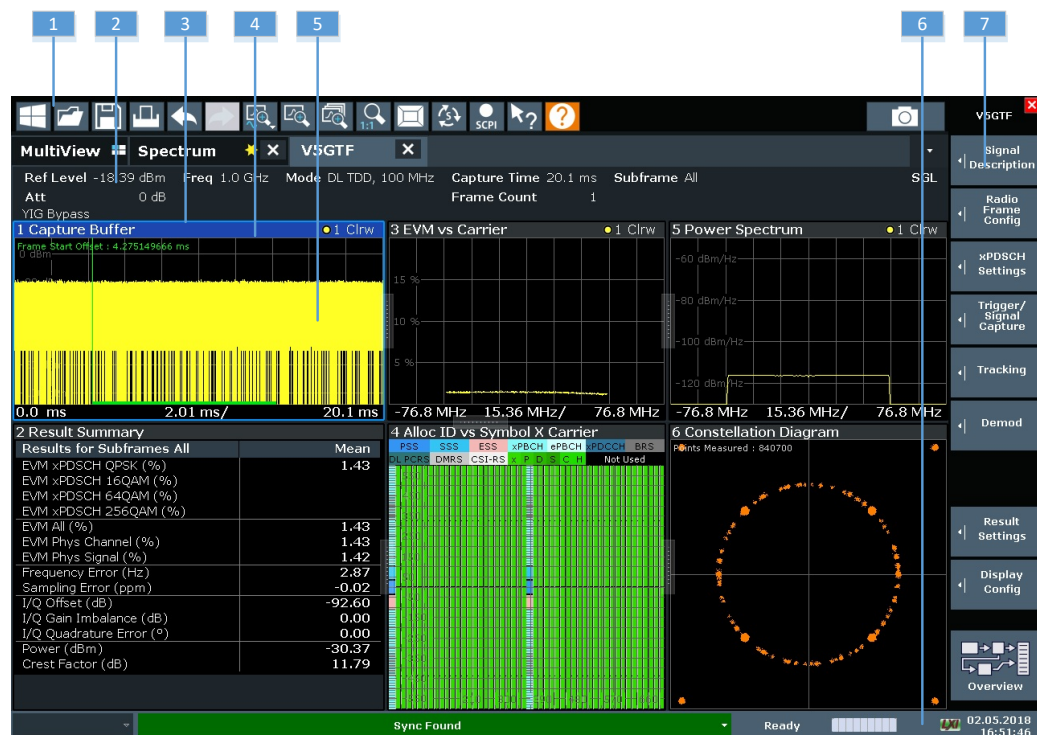 1 2 3 4 5 6 7
1:1
SCPI
V5GTF
MultiView Spectrum V5GTF
Ref Level -18.39 dBm Freq 1.0 GHz Mode DL TDD, 100 MHz Capture Time 20.1 ms Subframe All SGL
Att 0 dB Frame Count 1
YIG Bypass
1 Capture Buffer 1 Clrw
Frame Start Offset : 4.275149666 ms
0 dBm
0.0 ms 2.01 ms/ 20.1 ms
3 EVM vs Carrier 1 Clrw
15 %
10 %
5 %
-76.8 MHz 15.36 MHz/ 76.8 MHz
5 Power Spectrum 1 Clrw
-60 dBm/Hz
-80 dBm/Hz
-100 dBm/Hz
-120 dBm/Hz
-76.8 MHz 15.36 MHz/ 76.8 MHz
2 Result Summary
Results for Subframes All Mean
EVM xPDSCH QPSK (%) 1.43
EVM xPDSCH 16QAM (%)
EVM xPDSCH 64QAM (%)
EVM xPDSCH 256QAM (%)
EVM All (%) 1.43
EVM Phys Channel (%) 1.43
EVM Phys Signal (%) 1.42
Frequency Error (Hz) 2.87
Sampling Error (ppm) -0.02
I/Q Offset (dB) -92.60
I/Q Gain Imbalance (dB) 0.00
I/Q Quadrature Error (°) 0.00
Power (dBm) -30.37
Crest Factor (dB) 11.79
4 Alloc ID vs Symbol X Carrier
PSS SSS ESS xPBCH ePBCH xPDCCH BRS
DL PCRS DMRS CSI-RS x P D S C H Not Used
6 Constellation Diagram
Points Measured : 840700
Signal
Description
Radio
Frame
Config
xPDSCH
Settings
Trigger/
Signal
Capture
Tracking
Demod
Result
Settings
Display
Config
Overview
Sync Found
Ready
LXI
02.05.2018
16:51:46